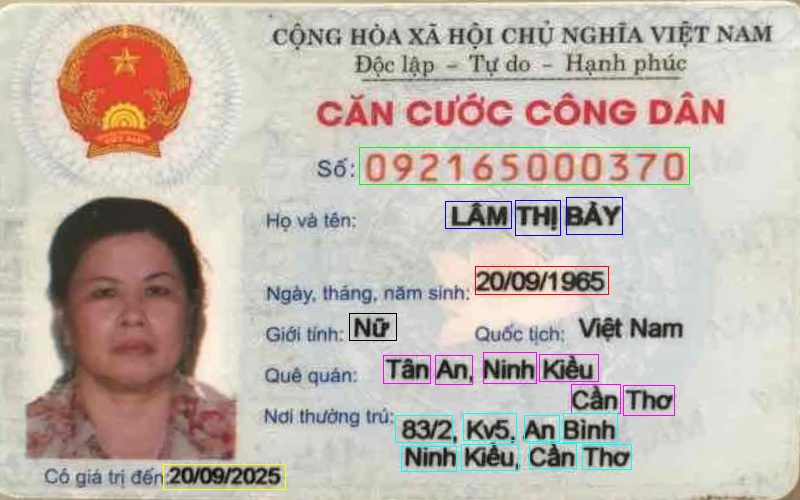 CỘNG HÒA XÃ HỘI CHỦ NGHĨA VIỆT NAM
Độc lập - Tự do - Hạnh phúc
CĂN CƯỚC CÔNG DÂN
Số: 092165000370
Họ và tên: LÂM THỊ BẢY
Ngày, tháng, năm sinh: 20/09/1965
Giới tính: Nữ Quốc tịch: Việt Nam
Quê quán: Tân An, Ninh Kiều
Cần Thơ
Nơi thường trú: 83/2, Kv5, An Bình
Ninh Kiều, Cần Thơ
Có giá trị đến: 20/09/2025